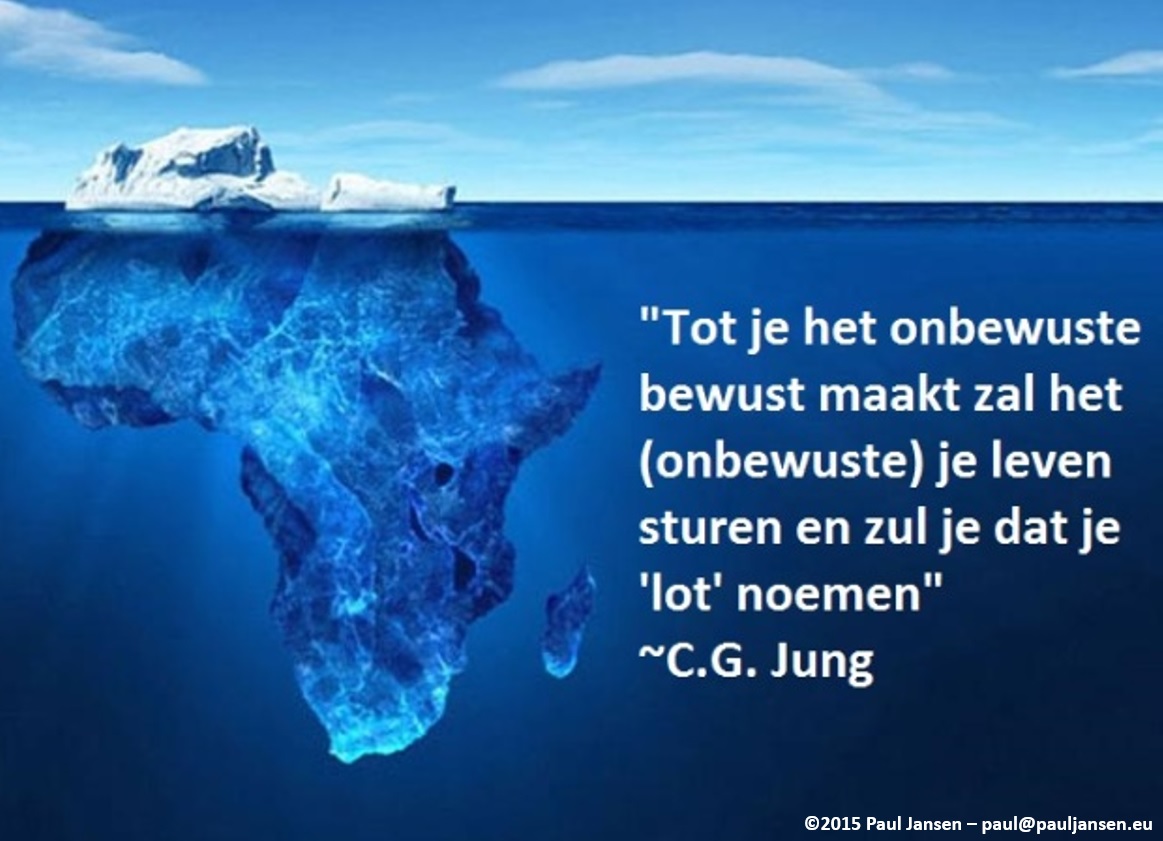 "Tot je het onbewuste
bewust maakt zal het
(onbewuste) je leven
sturen en zul je dat je
'lot' noemen"
~C.G. Jung
©2015 Paul Jansen – paul@pauljansen.eu